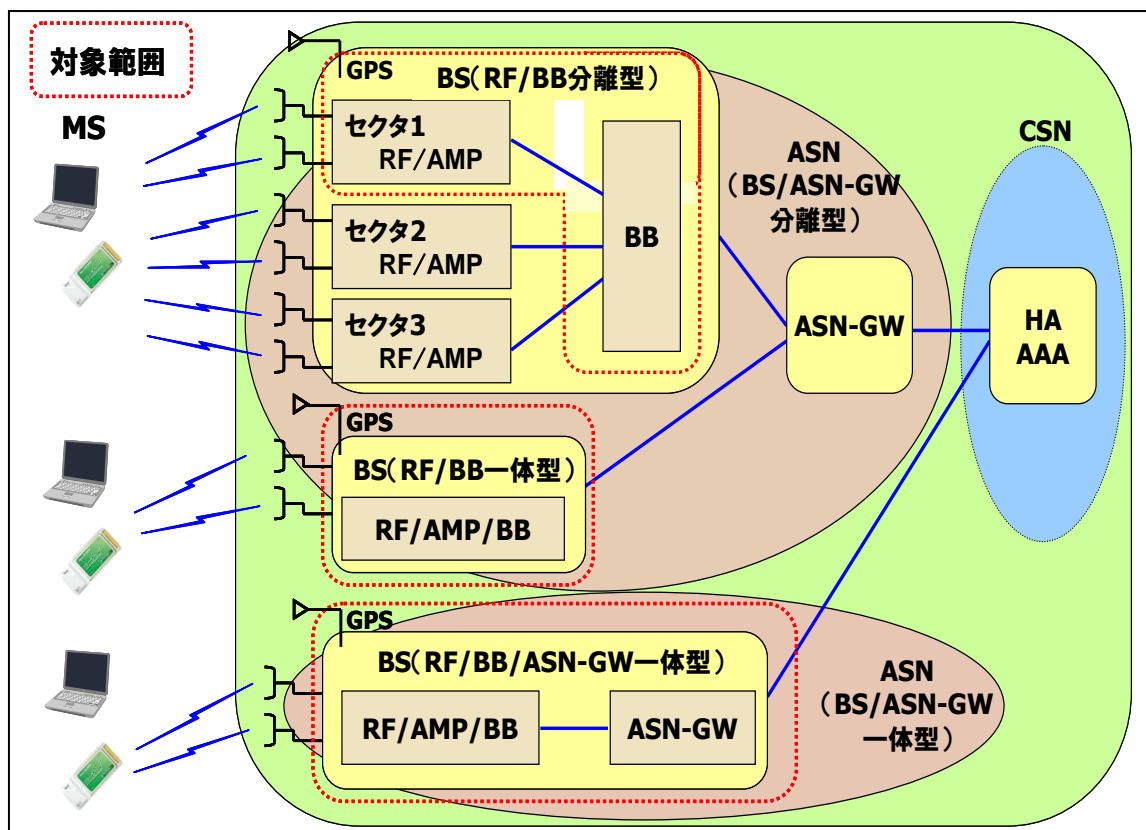 対象範囲
MS
GPS
BS(RF/BB分離型)
セクタ1
RF/AMP
セクタ2
RF/AMP
セクタ3
RF/AMP
BB
ASN
(BS/ASN-GW
分離型)
ASN-GW
CSN
HA
AAA
GPS
BS(RF/BB一体型)
RF/AMP/BB
GPS
BS(RF/BB/ASN-GW一体型)
RF/AMP/BB
ASN-GW
ASN
(BS/ASN-GW
一体型)